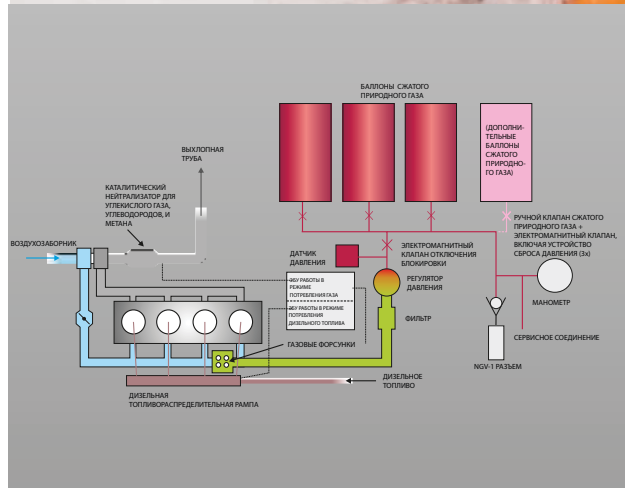 БАЛЛОНЫ СЖАТОГО
ПРИРОДНОГО ГАЗА
(ДОПОЛНИ-
ТЕЛЬНЫЕ
БАЛЛОНЫ
СЖАТОГО
ПРИРОДНО-
ГО ГАЗА)
ВЫХЛОПНАЯ
ТРУБА
КАТАЛИТИЧЕСКИЙ
НЕЙТРАЛИЗАТОР ДЛЯ
УГЛЕКИСЛОГО ГАЗА,
УГЛЕВОДОРОДОВ, И
МЕТАНА
ВОЗДУХОЗАБОРНИК
РУЧНОЙ КЛАПАН СЖАТИЯ
ПРИРОДНОГО ГАЗА +
ЭЛЕКТРОМАГНИТНЫЙ КЛАПАН,
ВКЛЮЧАЯ УСТРОЙСТВО
СБРОСА ДАВЛЕНИЯ (3x)
ДАТЧИК
ДАВЛЕНИЯ
ЭЛЕКТРОМАГНИТНЫЙ
КЛАПАН ОТКЛЮЧЕНИЯ
БЛОКИРОВКИ
ЭБУ РАБОТЫ В
РЕЖИМЕ
ПОТРЕБЛЕНИЯ ГАЗА
ЭБУ РАБОТЫ В РЕЖИМЕ
ПОТРЕБЛЕНИЯ
ДИЗЕЛЬНОГО ТОПЛИВА
РЕГУЛЯТОР
ДАВЛЕНИЯ
МАНОМЕТР
ФИЛЬТР
СЕРВИСНОЕ СОЕДИНЕНИЕ
ГАЗОВЫЕ ФОРСУНКИ
NGV-1 РАЗЪЕМ
ДИЗЕЛЬНОЕ
ТОПЛИВО
ДИЗЕЛЬНАЯ
ТОПЛИВОРАСПРЕДЕЛИТЕЛЬНАЯ РАМПА